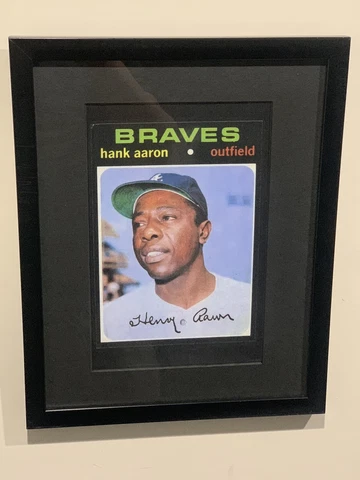 BRAVES
hank aaron • outfield
Henry Aaron